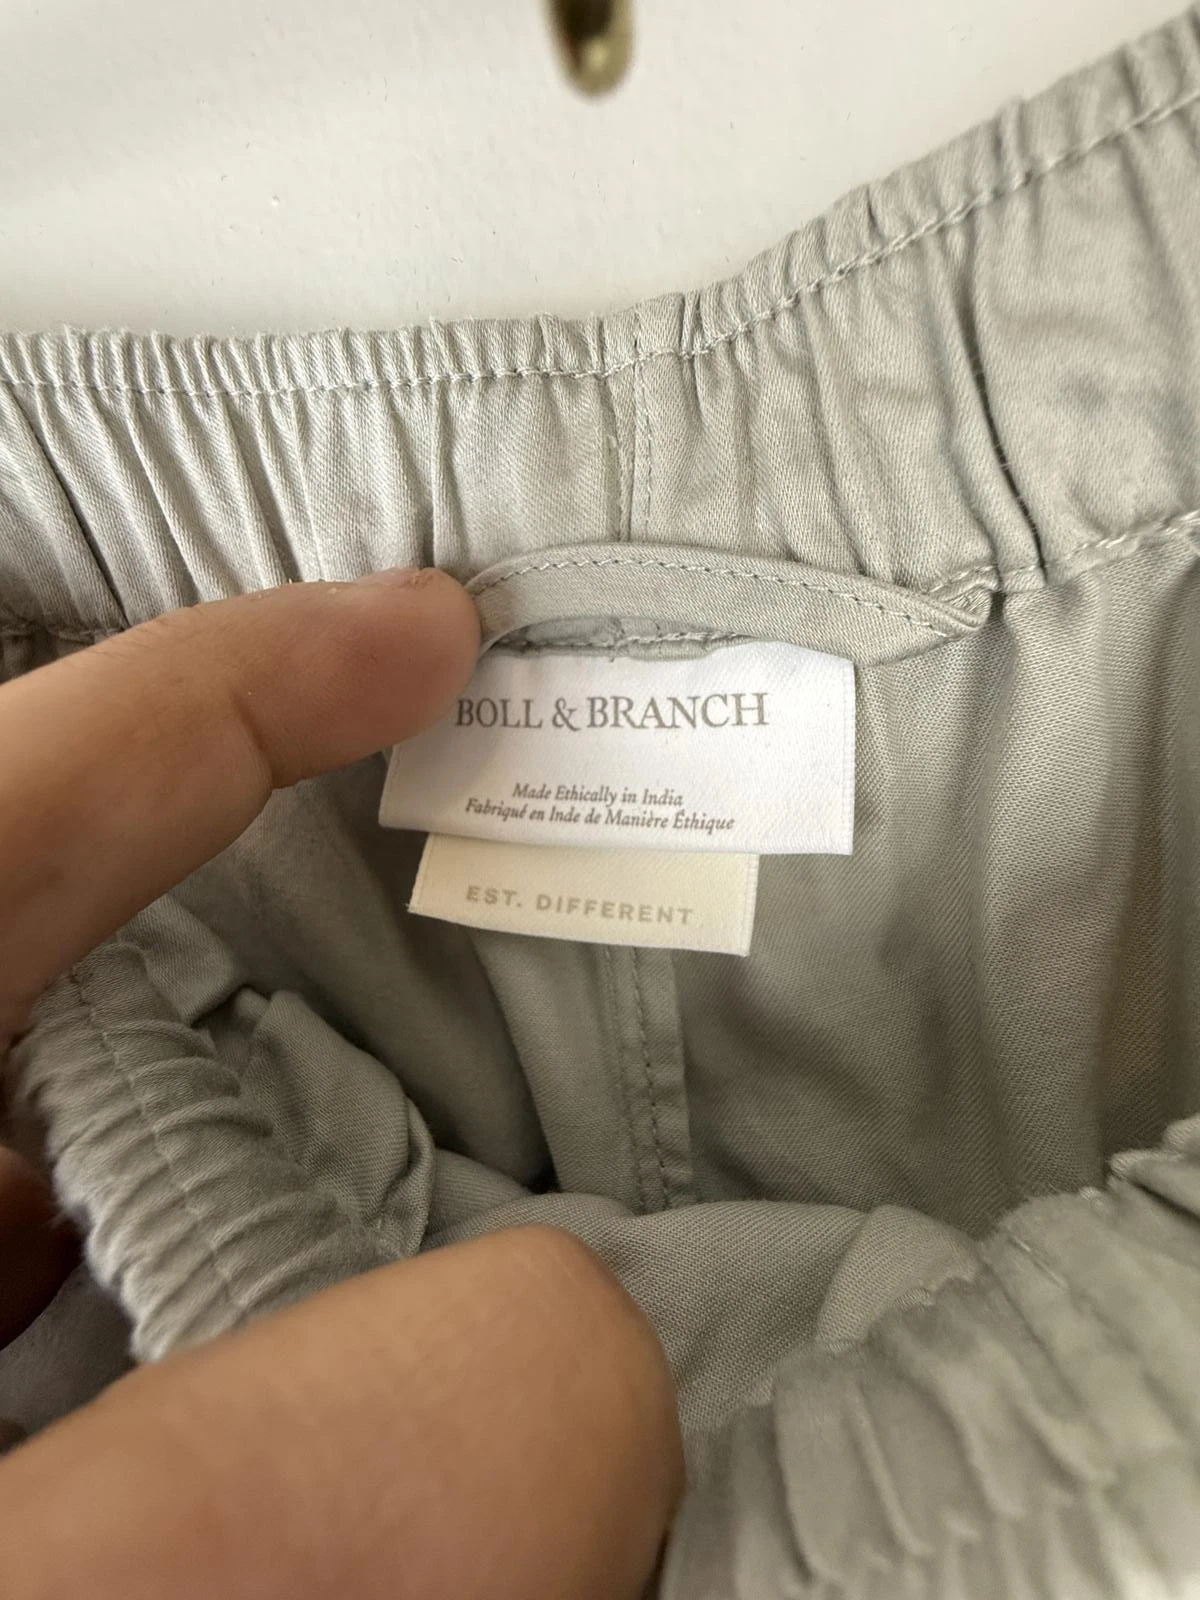 BOLL & BRANCH
Made Ethically in India
Fabriqué en Inde de Manière Éthique
EST. DIFFERENT